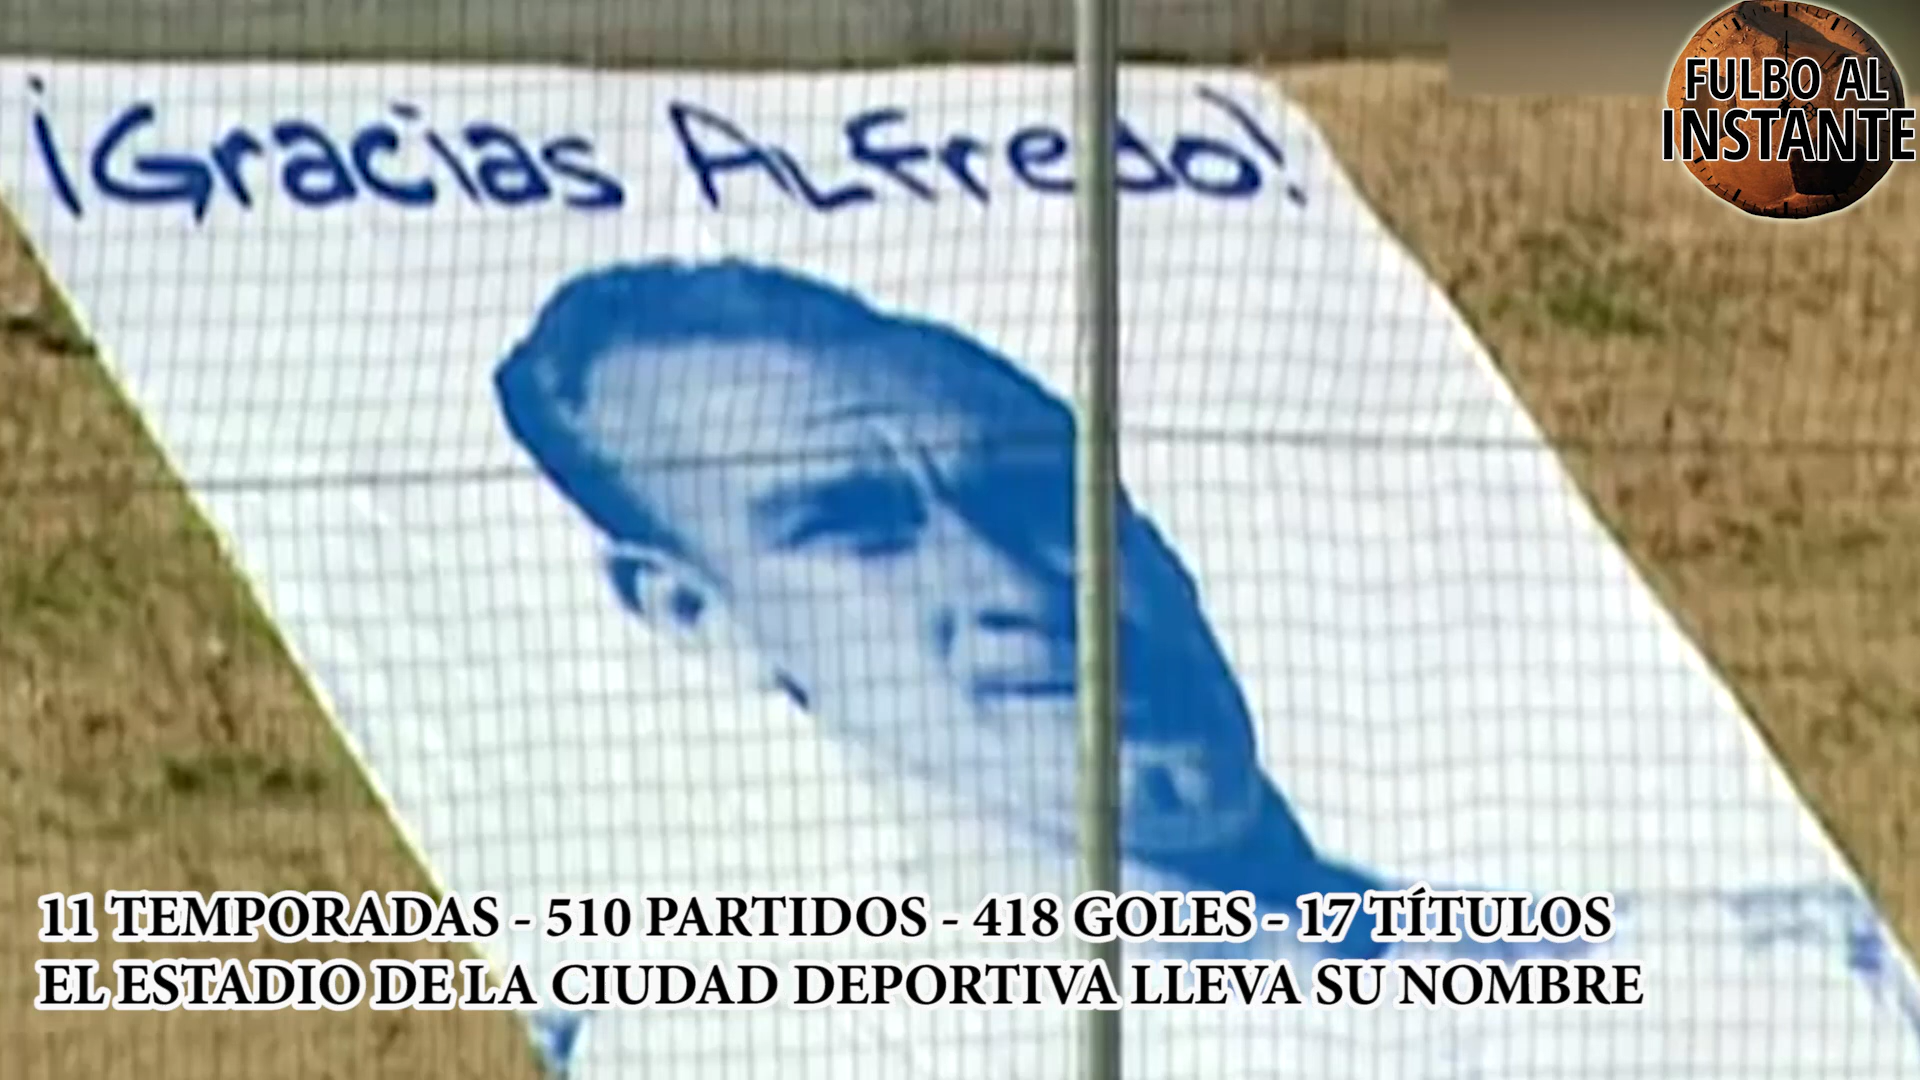 ¡Gracias Alfredo!
FULBO AL
INSTANTE
11 TEMPORADAS - 510 PARTIDOS - 418 GOLES - 17 TÍTULOS
EL ESTADIO DE LA CIUDAD DEPORTIVA LLEVA SU NOMBRE